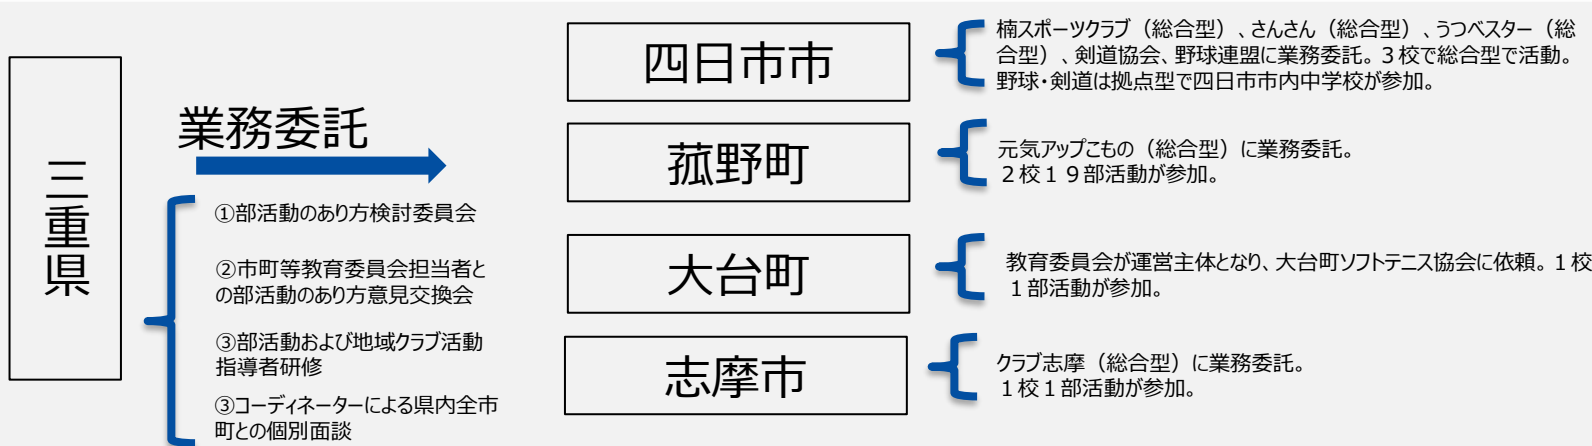 三重県
業務委託
①部活動のあり方検討委員会
②市町等教育委員会担当者と
の部活動のあり方意見交換会
③部活動および地域クラブ活動
指導者研修
③コーディネーターによる県内全市
町との個別面談
四日市市
楠スポーツクラブ（総合型）、さんさん（総合型）、うつべスター（総
合型）、剣道協会、野球連盟に業務委託。３校で総合型で活動。
野球・剣道は拠点型で四日市市内中学校が参加。
菰野町
元気アップこもの（総合型）に業務委託。
２校１９部活動が参加。
大台町
教育委員会が運営主体となり、大台町ソフトテニス協会に依頼。１校
１部活動が参加。
志摩市
クラブ志摩（総合型）に業務委託。
１校１部活動が参加。